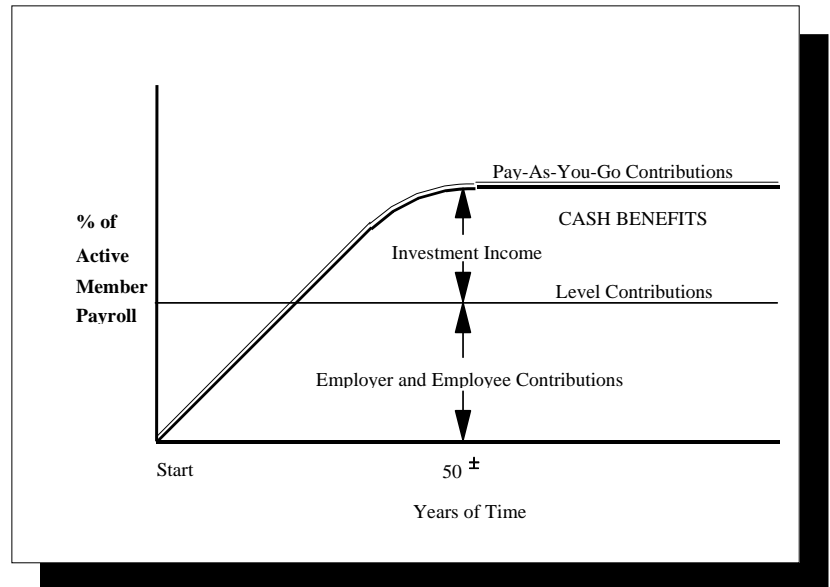 Pay-As-You-Go Contributions
CASH BENEFITS
% of
Active
Member
Payroll
Investment Income
Level Contributions
Employer and Employee Contributions
Start
50 ±
Years of Time